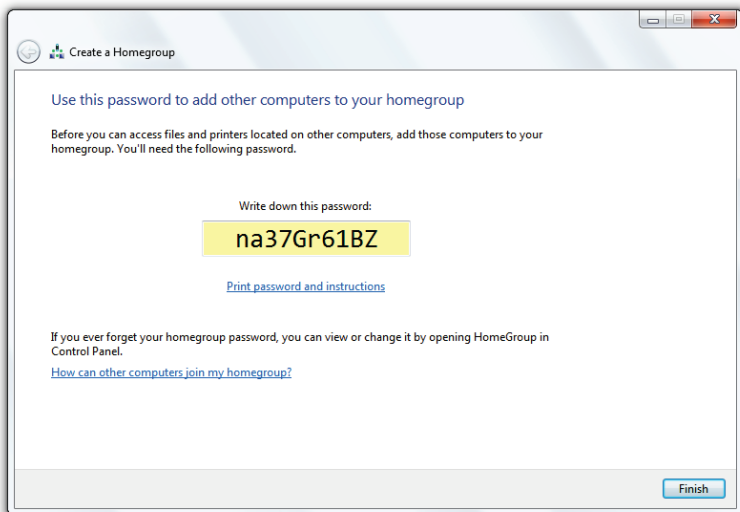 Create a Homegroup
Use this password to add other computers to your homegroup
Before you can access files and printers located on other computers, add those computers to your
homegroup. You'll need the following password.
Write down this password:
na37Gr61BZ
Print password and instructions
If you ever forget your homegroup password, you can view or change it by opening HomeGroup in
Control Panel.
How can other computers join my homegroup?
Finish